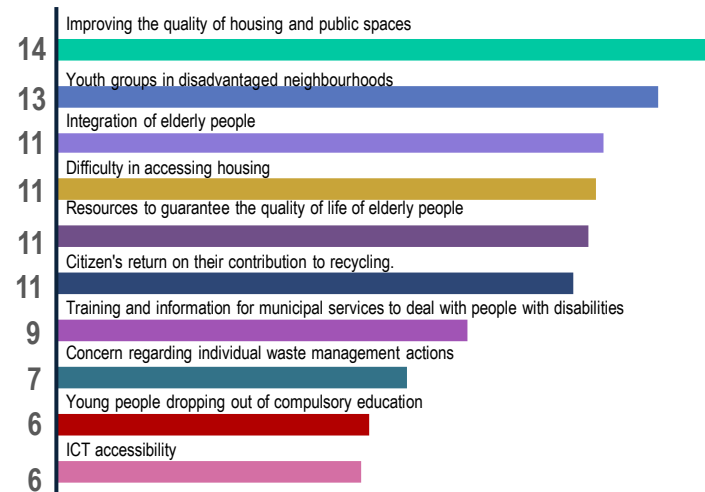 Improving the quality of housing and public spaces
14
Youth groups in disadvantaged neighbourhoods
13
Integration of elderly people
11
Difficulty in accessing housing
11
Resources to guarantee the quality of life of elderly people
11
Citizen's return on their contribution to recycling.
11
Training and information for municipal services to deal with people with disabilities
9
Concern regarding individual waste management actions
7
Young people dropping out of compulsory education
6
ICT accessibility
6